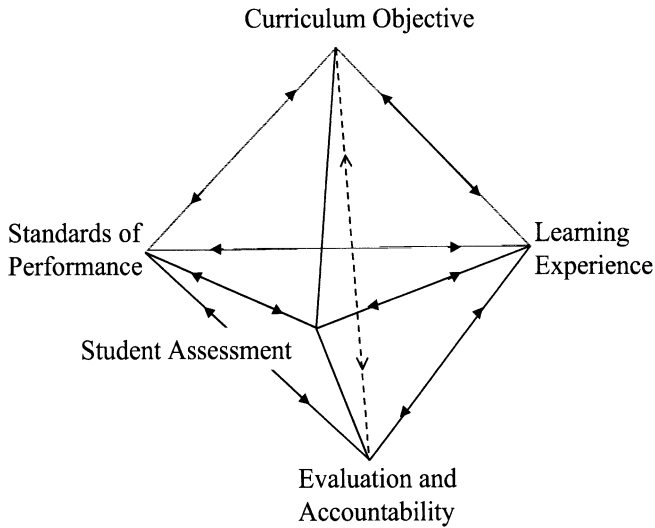 Curriculum Objective
Standards of
Performance
Learning
Experience
Student Assessment
Evaluation and
Accountability